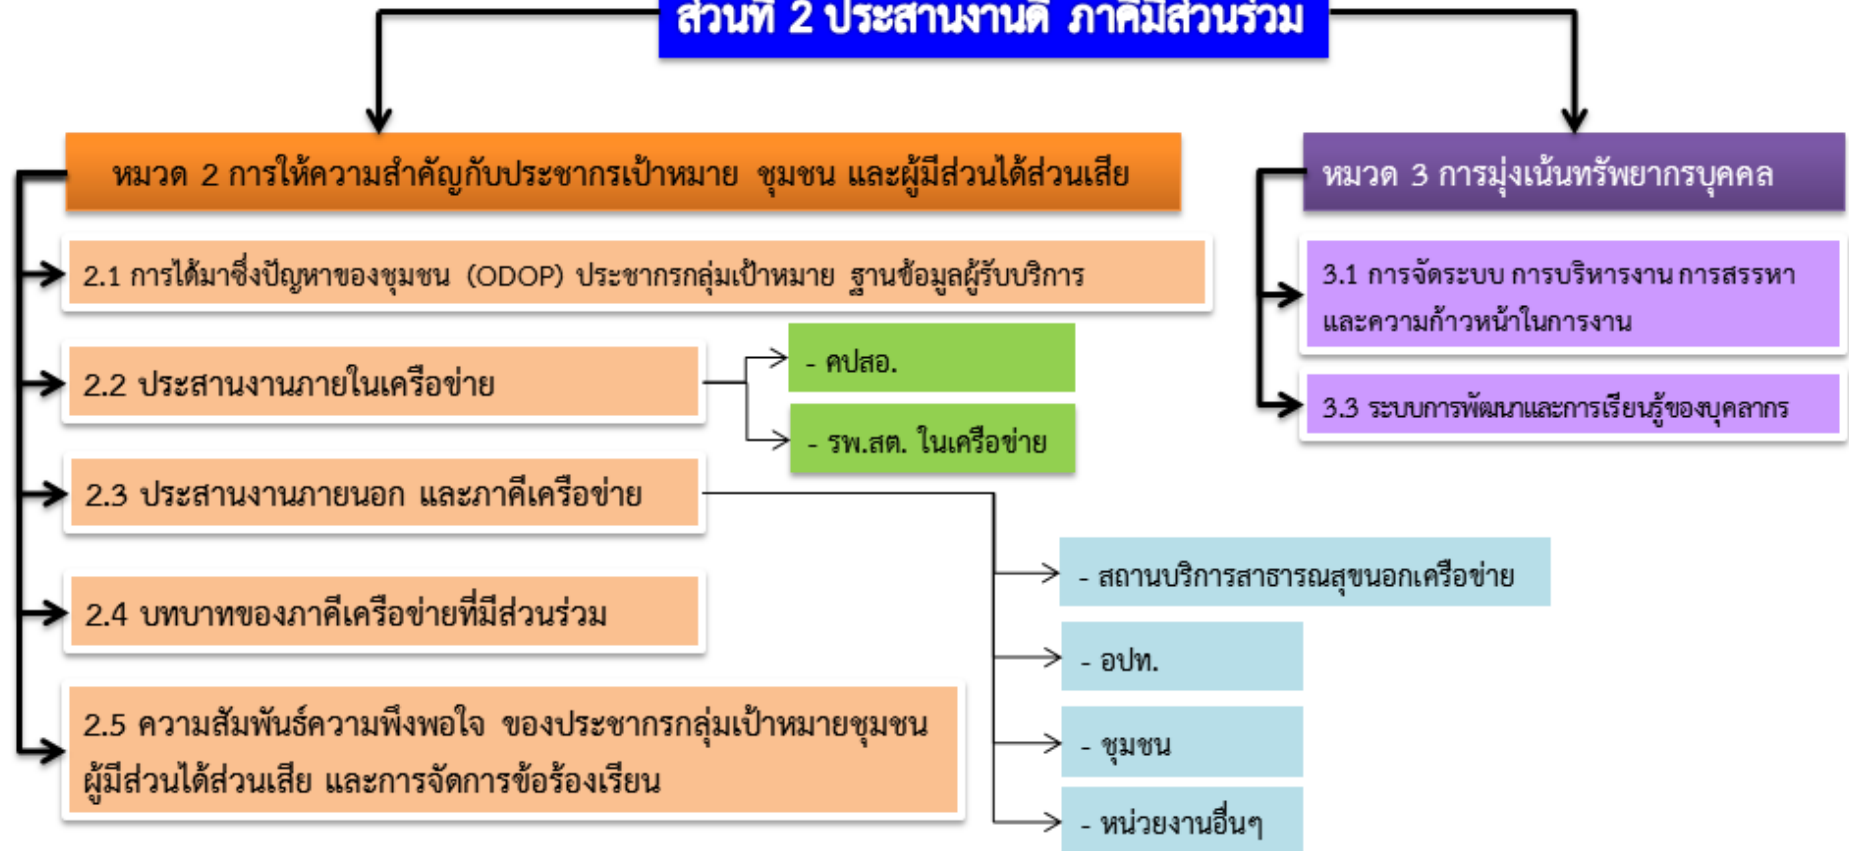 ส่วนที่ 2 ประสานงานดี ภาคีมีส่วนร่วม
หมวด 2 การให้ความสำคัญกับประชากรเป้าหมาย ชุมชน และผู้มีส่วนได้ส่วนเสีย
2.1 การได้มาซึ่งปัญหาของชุมชน (ODOP) ประชากรกลุ่มเป้าหมาย ฐานข้อมูลผู้รับบริการ
2.2 ประสานงานภายในเครือข่าย
- คปสอ.
- รพ.สต. ในเครือข่าย
2.3 ประสานงานภายนอก และภาคีเครือข่าย
- สถานบริการสาธารณสุขนอกเครือข่าย
- อปท.
- ชุมชน
- หน่วยงานอื่นๆ
2.4 บทบาทของภาคีเครือข่ายที่มีส่วนร่วม
2.5 ความสัมพันธ์ความพึงพอใจ ของประชากรกลุ่มเป้าหมายชุมชน
ผู้มีส่วนได้ส่วนเสีย และการจัดการข้อร้องเรียน
หมวด 3 การมุ่งเน้นทรัพยากรบุคคล
3.1 การจัดระบบ การบริหารงาน การสรรหา
และความก้าวหน้าในการงาน
3.3 ระบบการพัฒนาและการเรียนรู้ของบุคลากร